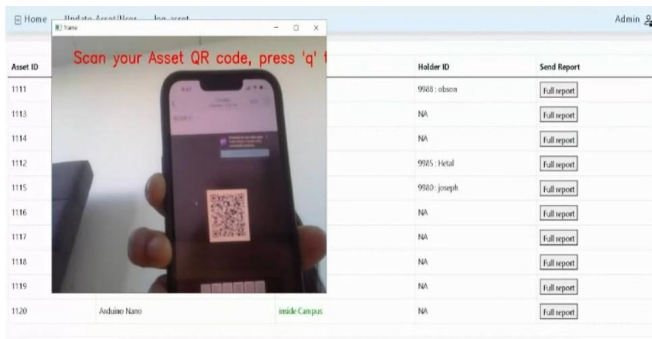 Home Update Asset/User log_asset Admin
frame
Scan your Asset QR code, press 'q' t
Asset ID Holder ID Send Report
1111 9988 : obson Full report
1113 NA Full report
1114 NA Full report
1112 9985 : Hetal Full report
1115 9980 : joseph Full report
1116 NA Full report
1117 NA Full report
1118 NA Full report
1119 NA Full report
1120 Arduino Nano inside Campus NA Full report